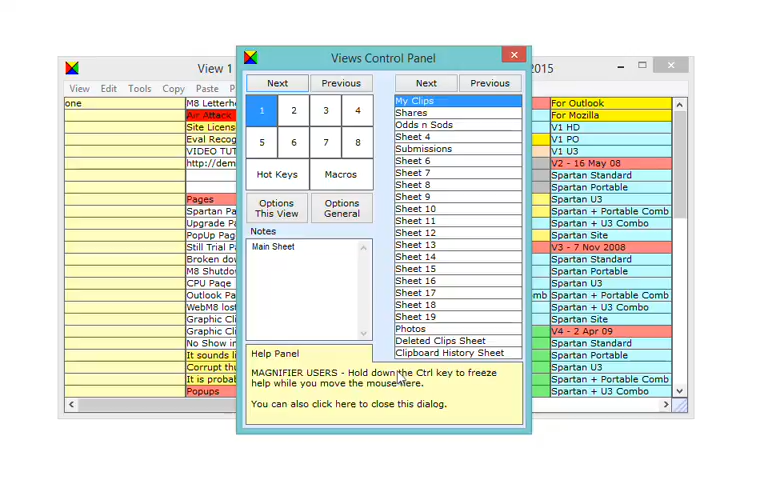 View 1
Views Control Panel
2015
View Edit Tools Copy Paste
Next Previous Next Previous
1 2 3 4
5 6 7 8
Hot Keys Macros
Options This View
Options General
Notes
Main Sheet
My Clips
Shares
Odds n Sods
Sheet 4
Submissions
Sheet 6
Sheet 7
Sheet 8
Sheet 9
Sheet 10
Sheet 11
Sheet 12
Sheet 13
Sheet 14
Sheet 15
Sheet 16
Sheet 17
Sheet 18
Sheet 19
Photos
Deleted Clips Sheet
Clipboard History Sheet
Help Panel
MAGNIFIER USERS - Hold down the Ctrl key to freeze
help while you move the mouse here.
You can also click here to close this dialog.
one
M8 Letterhe
Air Attack
Site Licens
Eval Recog
VIDEO TUT
http://dem
Pages
Spartan Pa
Upgrade Pa
PopUp Page
Still Trial P
Broken dow
M8 Shutdow
CPU Page
Outlook Pa
WebM8 lost
Graphic Cli
Graphic Cli
No Show in
It sounds li
Corrupt thu
It is probab
Popups
For Outlook
For Mozilla
V1 HD
V1 PO
V1 U3
V2 - 16 May 08
Spartan Standard
Spartan Portable
Spartan U3
Spartan + Portable Comb
Spartan + U3 Combo
Spartan Site
V3 - 7 Nov 2008
Spartan Standard
Spartan Portable
Spartan U3
omb Spartan + Portable Comb
Spartan + U3 Combo
Spartan Site
V4 - 2 Apr 09
Spartan Standard
Spartan Portable
Spartan U3
Spartan + Portable Comb
Spartan + U3 Combo